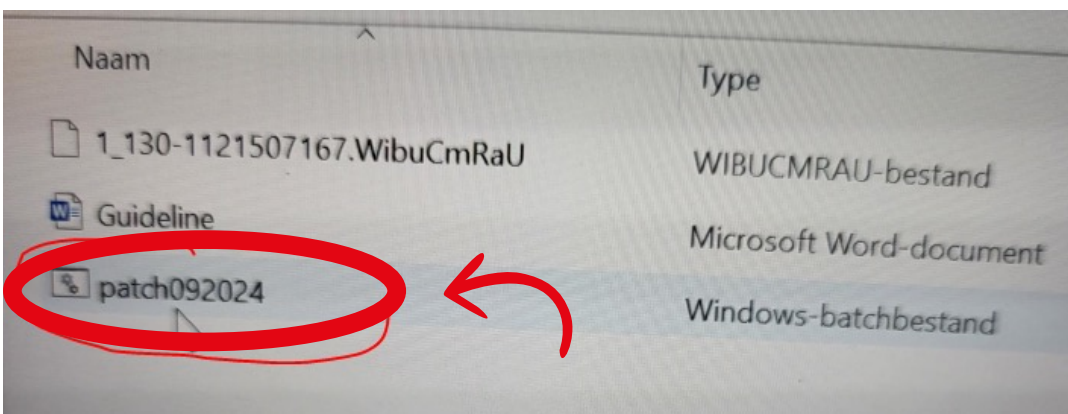 Naam
Type
1_130-1121507167.WibuCmRaU
WIBUCMRAU-bestand
Guideline
Microsoft Word-document
patch092024
Windows-batchbestand